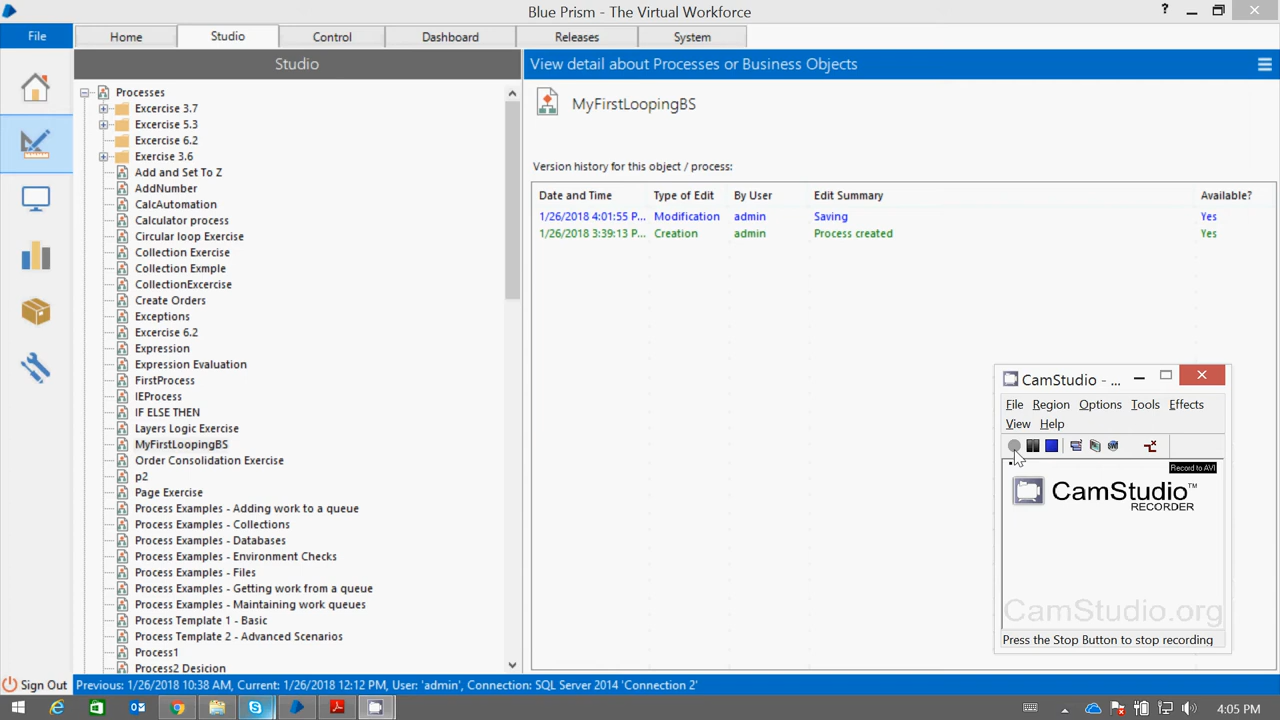 Blue Prism - The Virtual Workforce
?
File
Home
Studio
Control
Dashboard
Releases
System
Studio
View detail about Processes or Business Objects
Processes
Excercise 3.7
Excercise 5.3
Excercise 6.2
Exercise 3.6
Add and Set To Z
AddNumber
CalcAutomation
Calculator process
Circular loop Exercise
Collection Exercise
Collection Exmple
CollectionExcercise
Create Orders
Exceptions
Excercise 6.2
Expression
Expression Evaluation
FirstProcess
IEProcess
IF ELSE THEN
Layers Logic Exercise
MyFirstLoopingBS
Order Consolidation Exercise
p2
Page Exercise
Process Examples - Adding work to a queue
Process Examples - Collections
Process Examples - Databases
Process Examples - Environment Checks
Process Examples - Files
Process Examples - Getting work from a queue
Process Examples - Maintaining work queues
Process Template 1 - Basic
Process Template 2 - Advanced Scenarios
Process1
Process2 Desicion
MyFirstLoopingBS
Version history for this object / process:
Date and Time Type of Edit By User Edit Summary Available?
1/26/2018 4:01:55 P... Modification admin Saving Yes
1/26/2018 3:39:13 P... Creation admin Process created Yes
CamStudio - ...
File Region Options Tools Effects
View Help
Record to AVI
CamStudio™
RECORDER
CamStudio.org
Press the Stop Button to stop recording
Sign Out
Previous: 1/26/2018 10:38 AM, Current: 1/26/2018 12:12 PM, User: 'admin', Connection: SQL Server 2014 'Connection 2'
4:05 PM